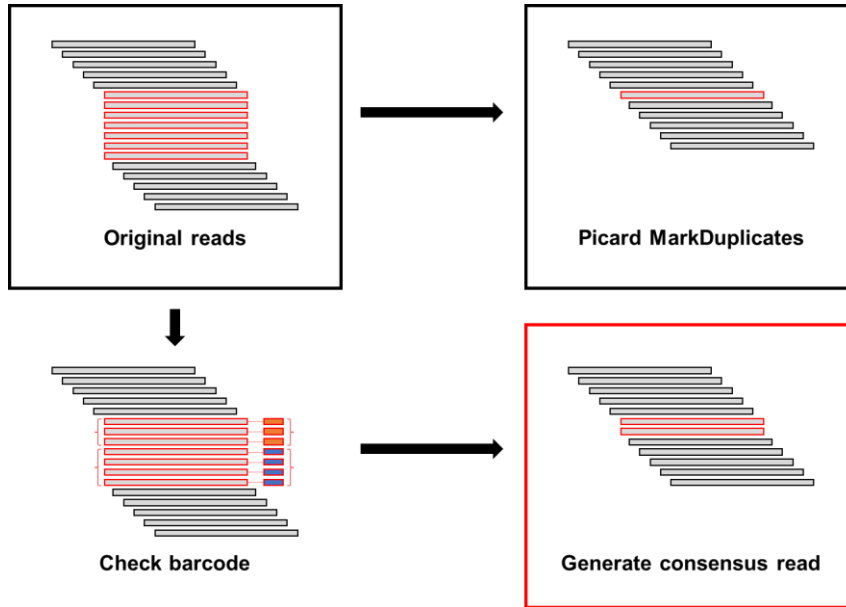 Original reads
Picard MarkDuplicates
Check barcode
Generate consensus read